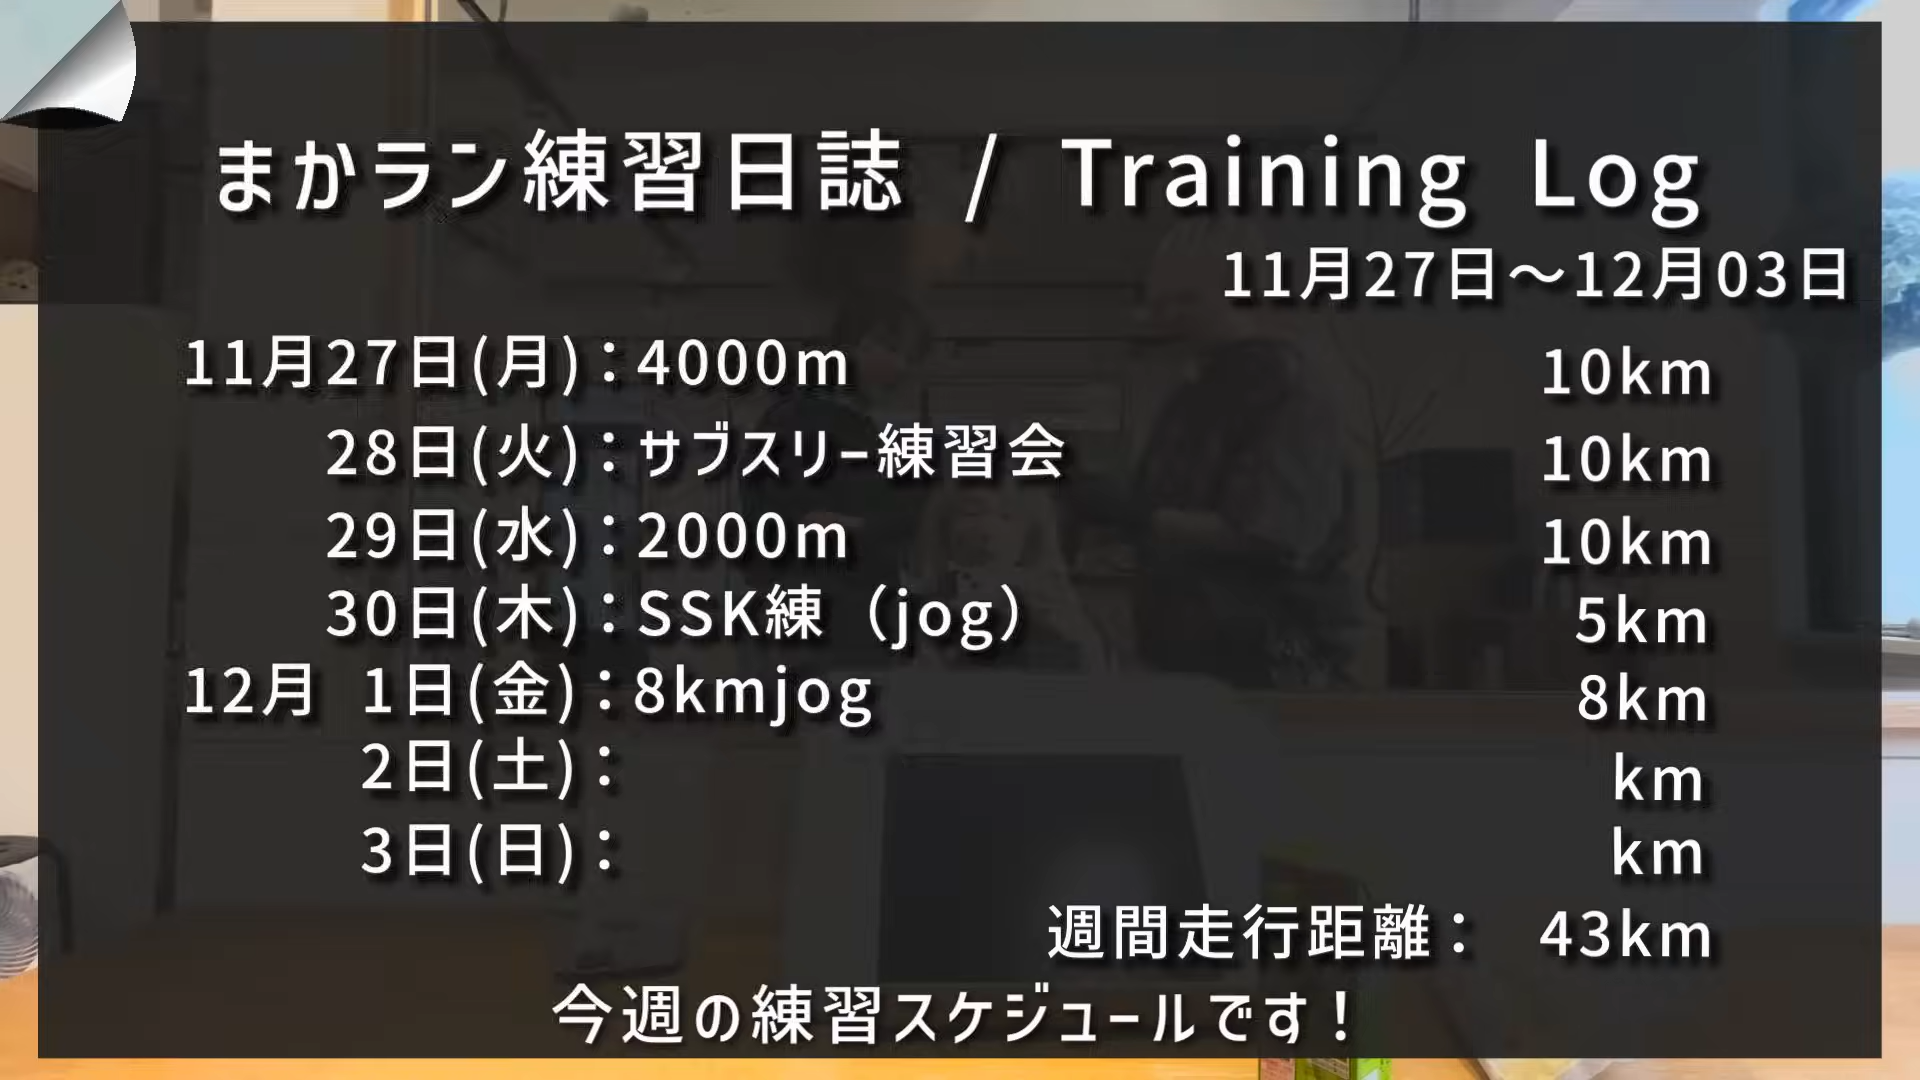 まかラン練習日誌 / Training Log
11月27日〜12月03日
11月27日(月)：4000m 10km
28日(火)：サブスリー練習会 10km
29日(水)：2000m 10km
30日(木)：SSK練（jog） 5km
12月 1日(金)：8kmjog 8km
2日(土)： km
3日(日)： km
週間走行距離： 43km
今週の練習スケジュールです！